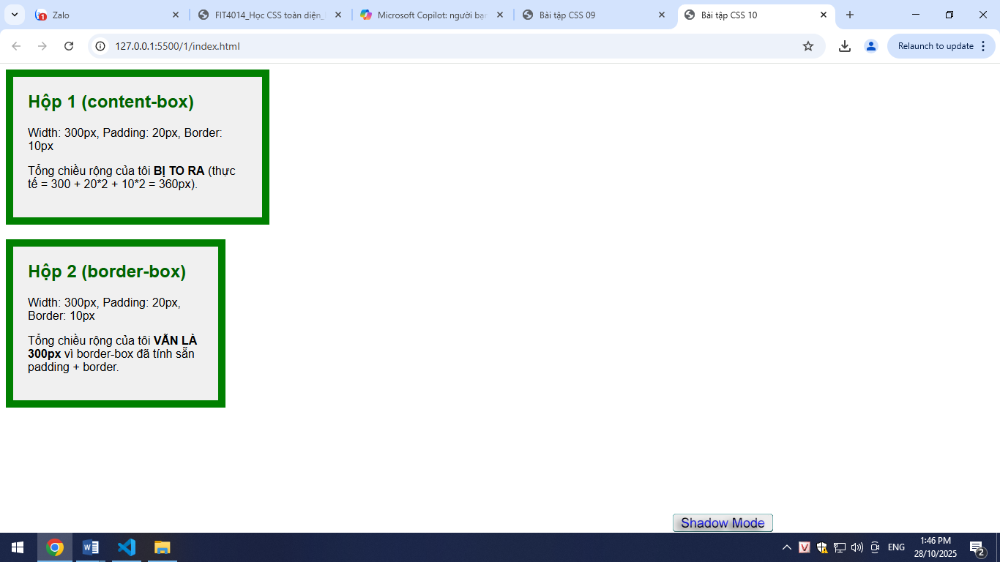 Zalo
FIT4014_Học CSS toàn diện_
Microsoft Copilot: người bạn
Bài tập CSS 09
Bài tập CSS 10
127.0.0.1:5500/1/index.html
Relaunch to update
Hộp 1 (content-box)
Width: 300px, Padding: 20px, Border:
10px
Tổng chiều rộng của tôi BỊ TO RA (thực
tế = 300 + 20*2 + 10*2 = 360px).
Hộp 2 (border-box)
Width: 300px, Padding: 20px,
Border: 10px
Tổng chiều rộng của tôi VẪN LÀ
300px vì border-box đã tính sẵn
padding + border.
Shadow Mode
ENG
1:46 PM
28/10/2025
2